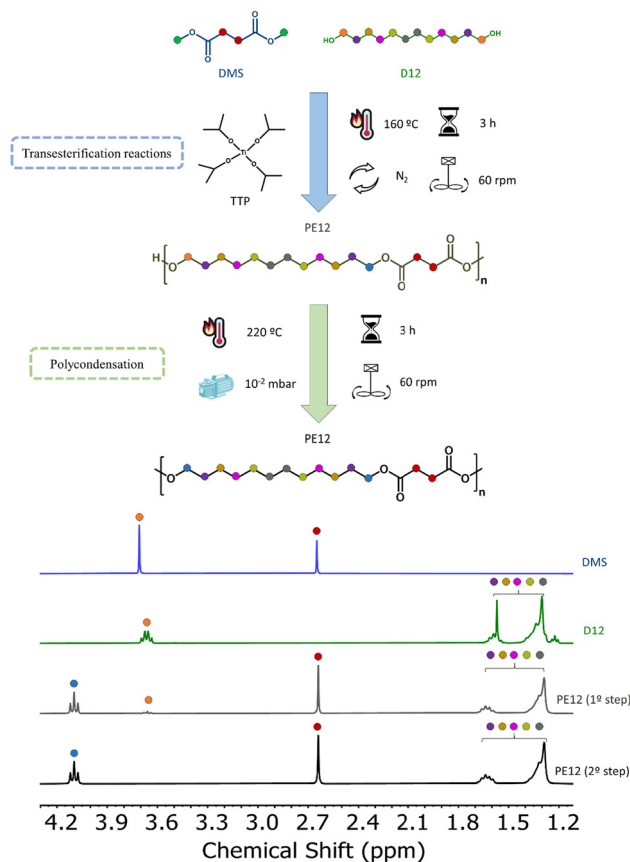 O
O
O
O
HO
OH
DMS
D12
Transesterification reactions
160 ºC
3 h
O
O
Ti
O
O
N2
60 rpm
TTP
PE12
H
O
O
O
O
O
n
220 ºC
3 h
Polycondensation
10-2 mbar
60 rpm
PE12
O
O
O
O
O
n
DMS
D12
PE12 (1º step)
PE12 (2º step)
4.2 3.9 3.6 3.3 3.0 2.7 2.4 2.1 1.8 1.5 1.2
Chemical Shift (ppm)